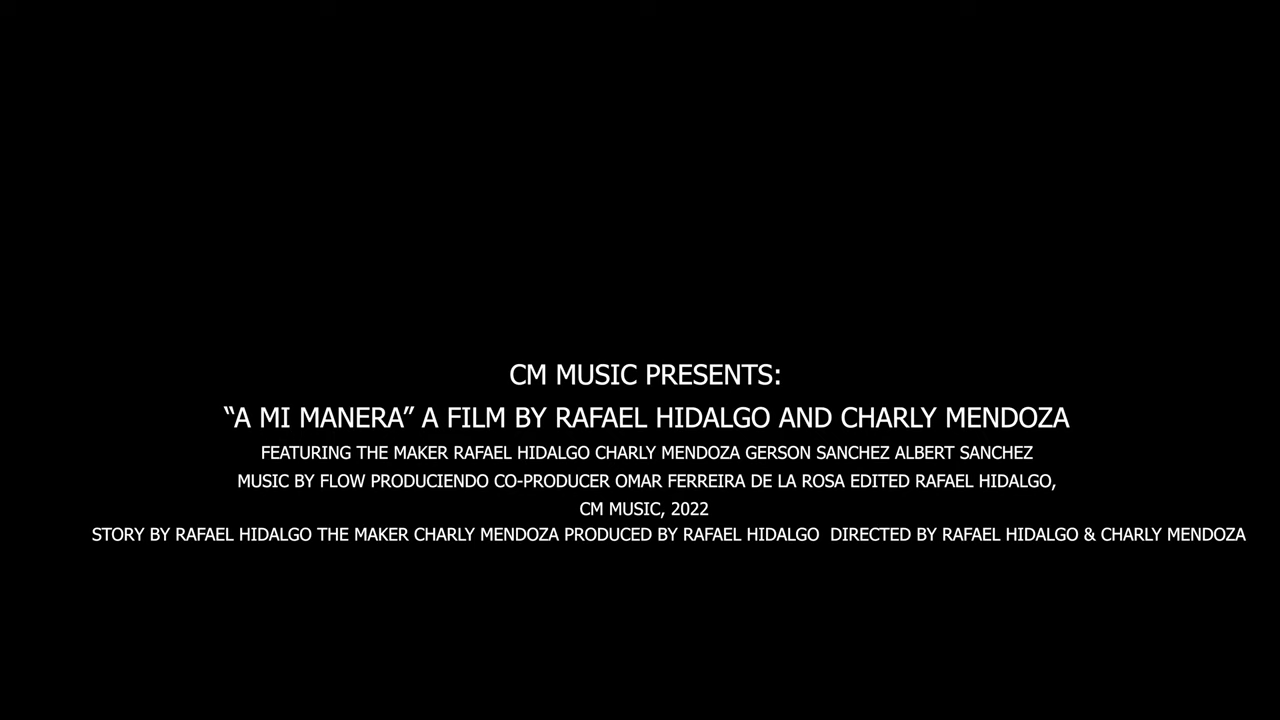 CM MUSIC PRESENTS:
“A MI MANERA” A FILM BY RAFAEL HIDALGO AND CHARLY MENDOZA
FEATURING THE MAKER RAFAEL HIDALGO CHARLY MENDOZA GERSON SANCHEZ ALBERT SANCHEZ
MUSIC BY FLOW PRODUCIENDO CO-PRODUCER OMAR FERREIRA DE LA ROSA EDITED RAFAEL HIDALGO,
CM MUSIC, 2022
STORY BY RAFAEL HIDALGO THE MAKER CHARLY MENDOZA PRODUCED BY RAFAEL HIDALGO  DIRECTED BY RAFAEL HIDALGO & CHARLY MENDOZA